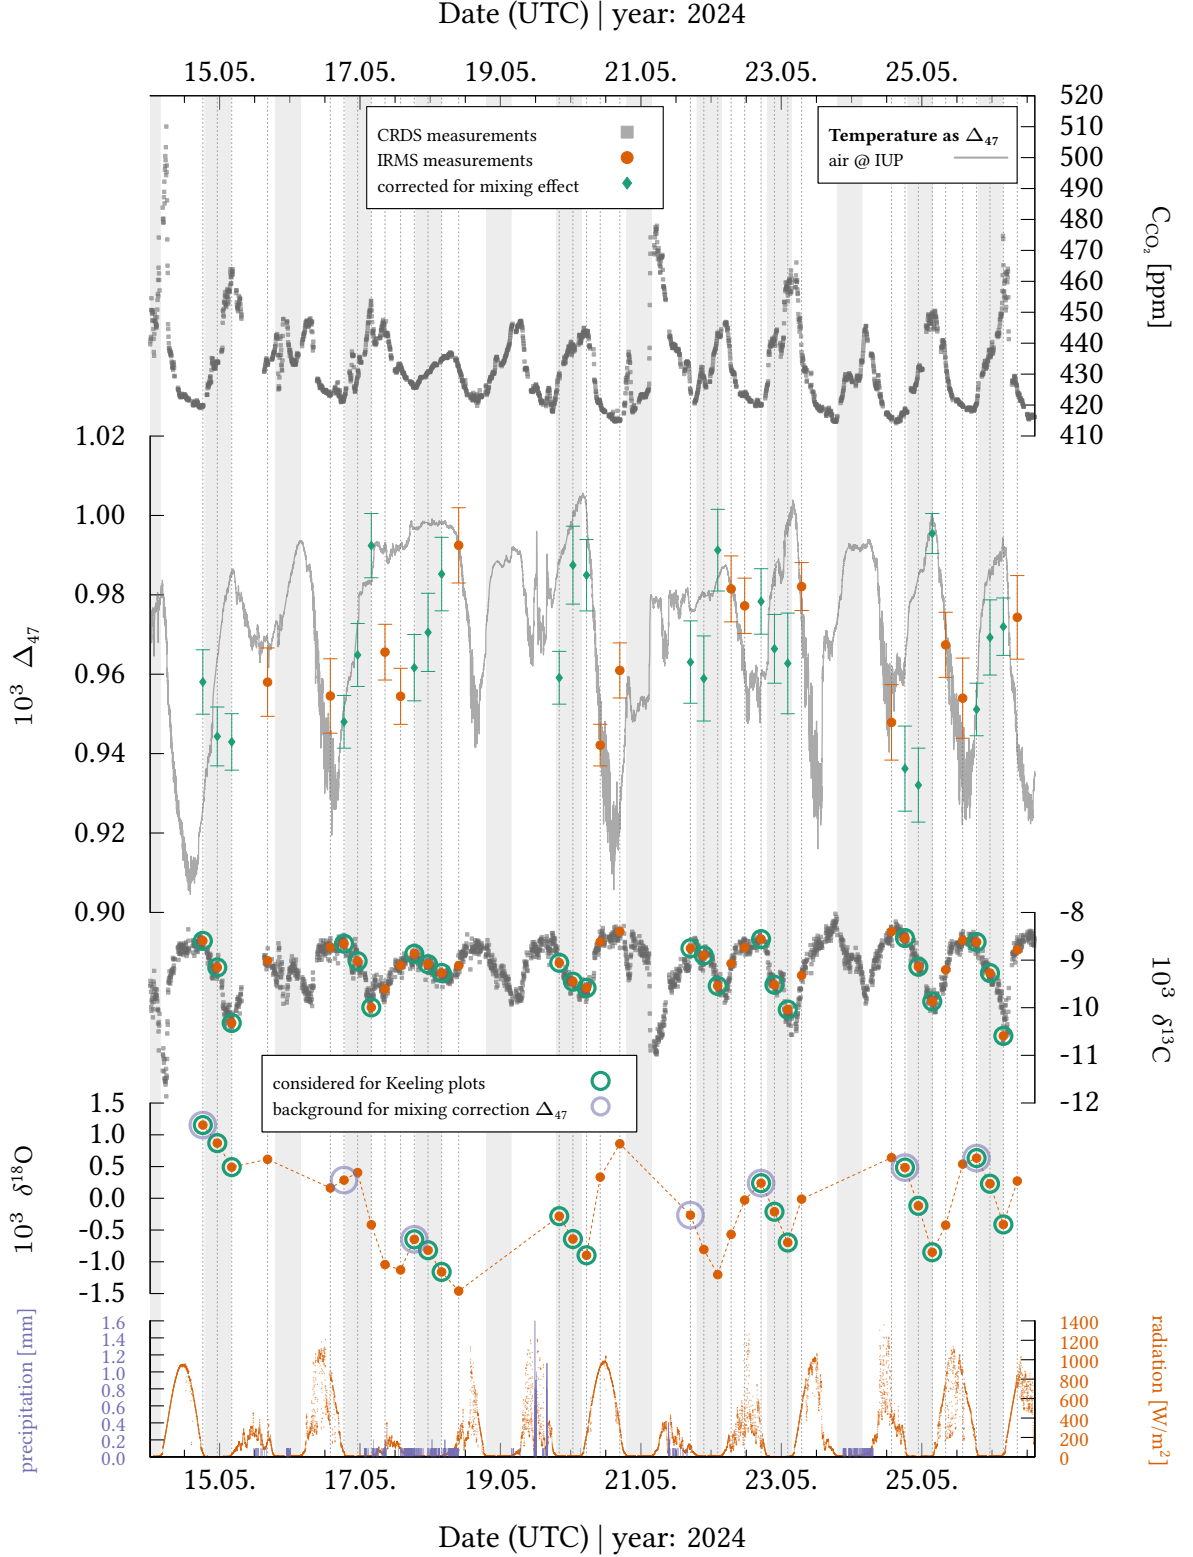 Date (UTC) | year: 2024
15.05. 17.05. 19.05. 21.05. 23.05. 25.05.
CRDS measurements
IRMS measurements
corrected for mixing effect
Temperature as Δ₄₇
air @ IUP
520
510
500
490
480
470
460
450
440
430
420
410
C_CO₂ [ppm]
1.02
1.00
0.98
0.96
0.94
0.92
0.90
10³ Δ₄₇
-8
-9
-10
-11
-12
10³ δ¹³C
considered for Keeling plots
background for mixing correction Δ₄₇
1.5
1.0
0.5
0.0
-0.5
-1.0
-1.5
10³ δ¹⁸O
1.6
1.4
1.2
1.0
0.8
0.6
0.4
0.2
0.0
precipitation [mm]
1400
1200
1000
800
600
400
200
0
radiation [W/m²]
15.05. 17.05. 19.05. 21.05. 23.05. 25.05.
Date (UTC) | year: 2024